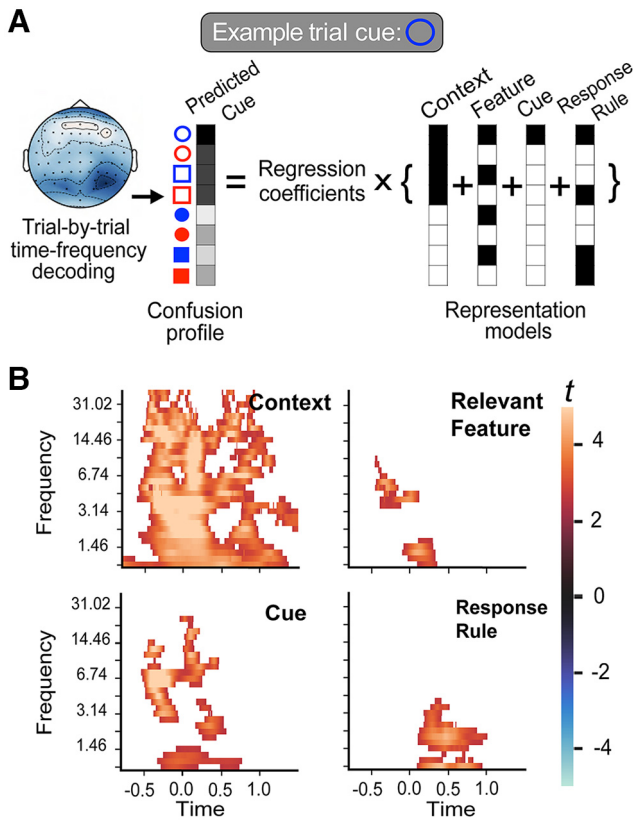 A
Example trial cue:
Predicted
Cue
Context
Feature
Cue
Response
Rule
= Regression
coefficients x { + + + }
Trial-by-trial
time-frequency
decoding
Confusion
profile
Representation
models
B
Context
Relevant
Feature
t
Frequency
31.02
14.46
6.74
3.14
1.46
4
2
0
-2
-4
Cue
Response
Rule
Frequency
31.02
14.46
6.74
3.14
1.46
-0.5 0.0 0.5 1.0
Time
-0.5 0.0 0.5 1.0
Time